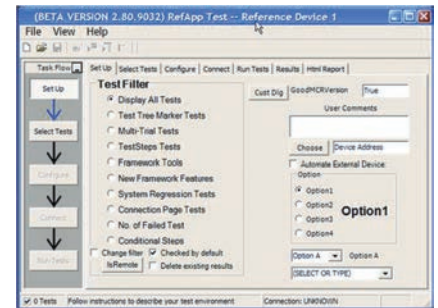 (BETA VERSION 2.80.9032) RefApp Test -- Reference Device 1
File View Help
Task Flow
Set Up
Select Tests
Configure
Connect
Run Tests
Set Up Select Tests Configure Connect Run Tests Results Html Report
Test Filter
Display All Tests
Test Tree Marker Tests
Multi-Trial Tests
TestSteps Tests
Framework Tools
New Framework Features
System Regression Tests
Connection Page Tests
No. of Failed Test
Conditional Steps
Change filter Checked by default
IsRemote Delete existing results
Cust Dlg GoodMCRVersion True
User Comments
Choose Device Address
Automate External Device:
Option
Option1
Option2
Option3
Option4
Option1
Option A Option A
(SELECT OR TYPE)
0 Tests Follow instructions to describe your test environment Connection: UNKNOWN